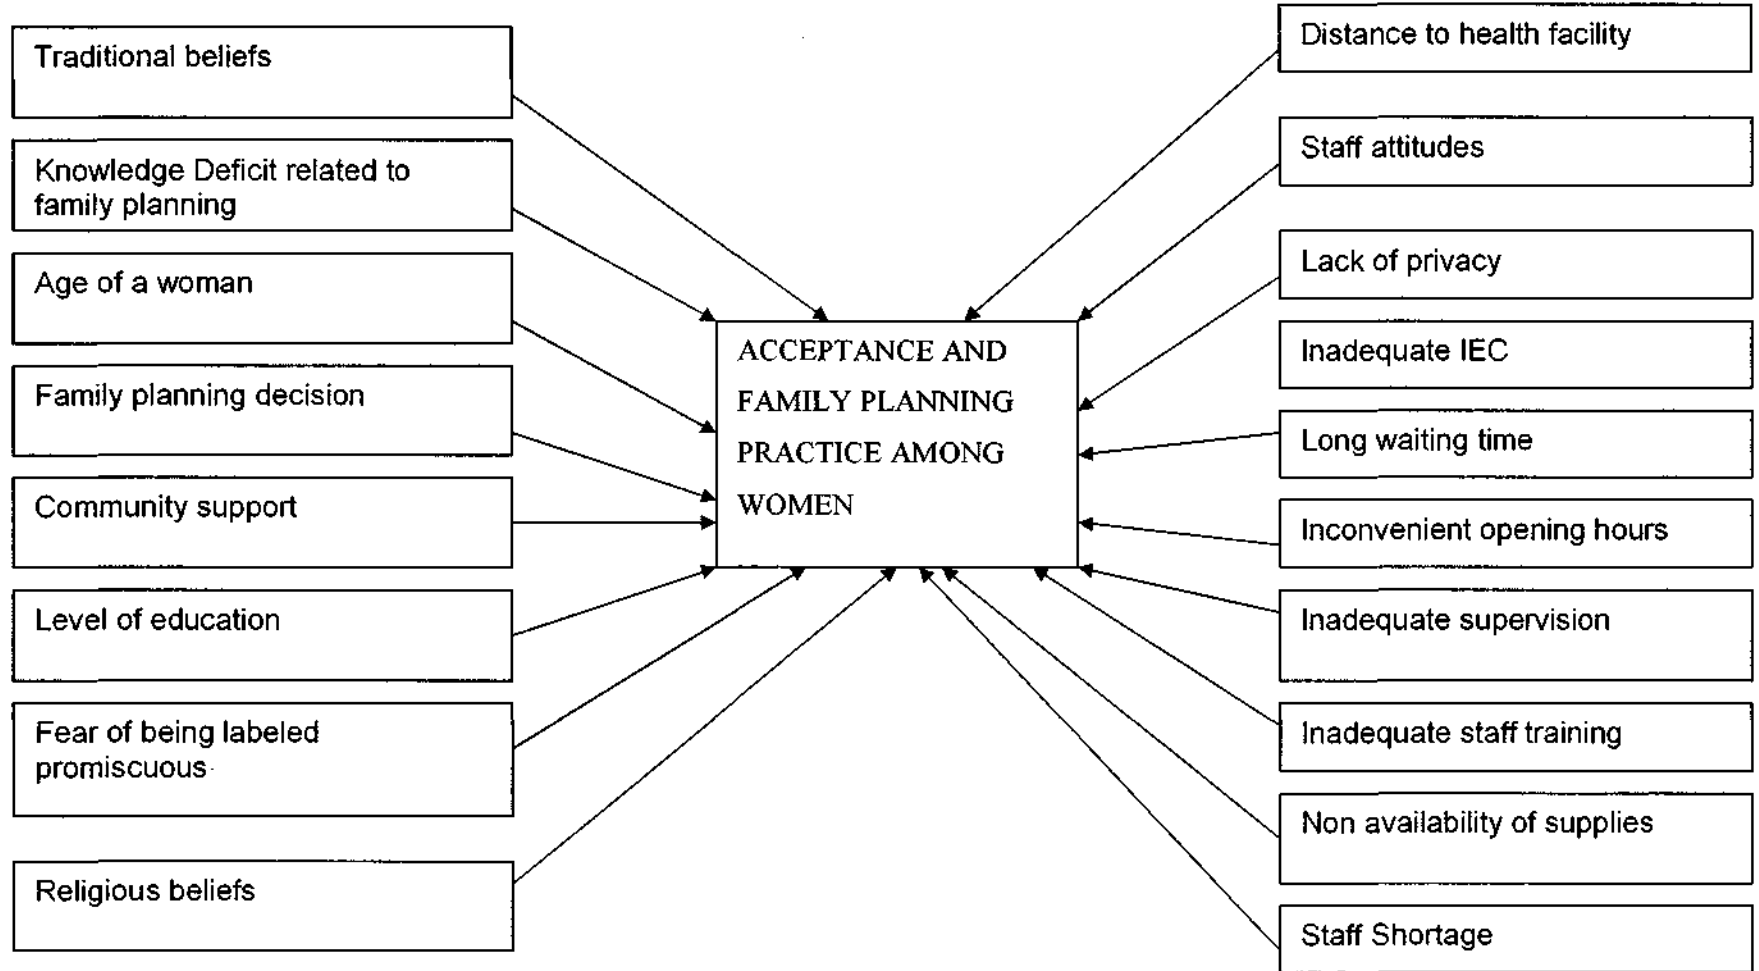 Traditional beliefs
Knowledge Deficit related to
family planning
Age of a woman
Family planning decision
Community support
Level of education
Fear of being labeled
promiscuous
Religious beliefs
ACCEPTANCE AND
FAMILY PLANNING
PRACTICE AMONG
WOMEN
Distance to health facility
Staff attitudes
Lack of privacy
Inadequate IEC
Long waiting time
Inconvenient opening hours
Inadequate supervision
Inadequate staff training
Non availability of supplies
Staff Shortage